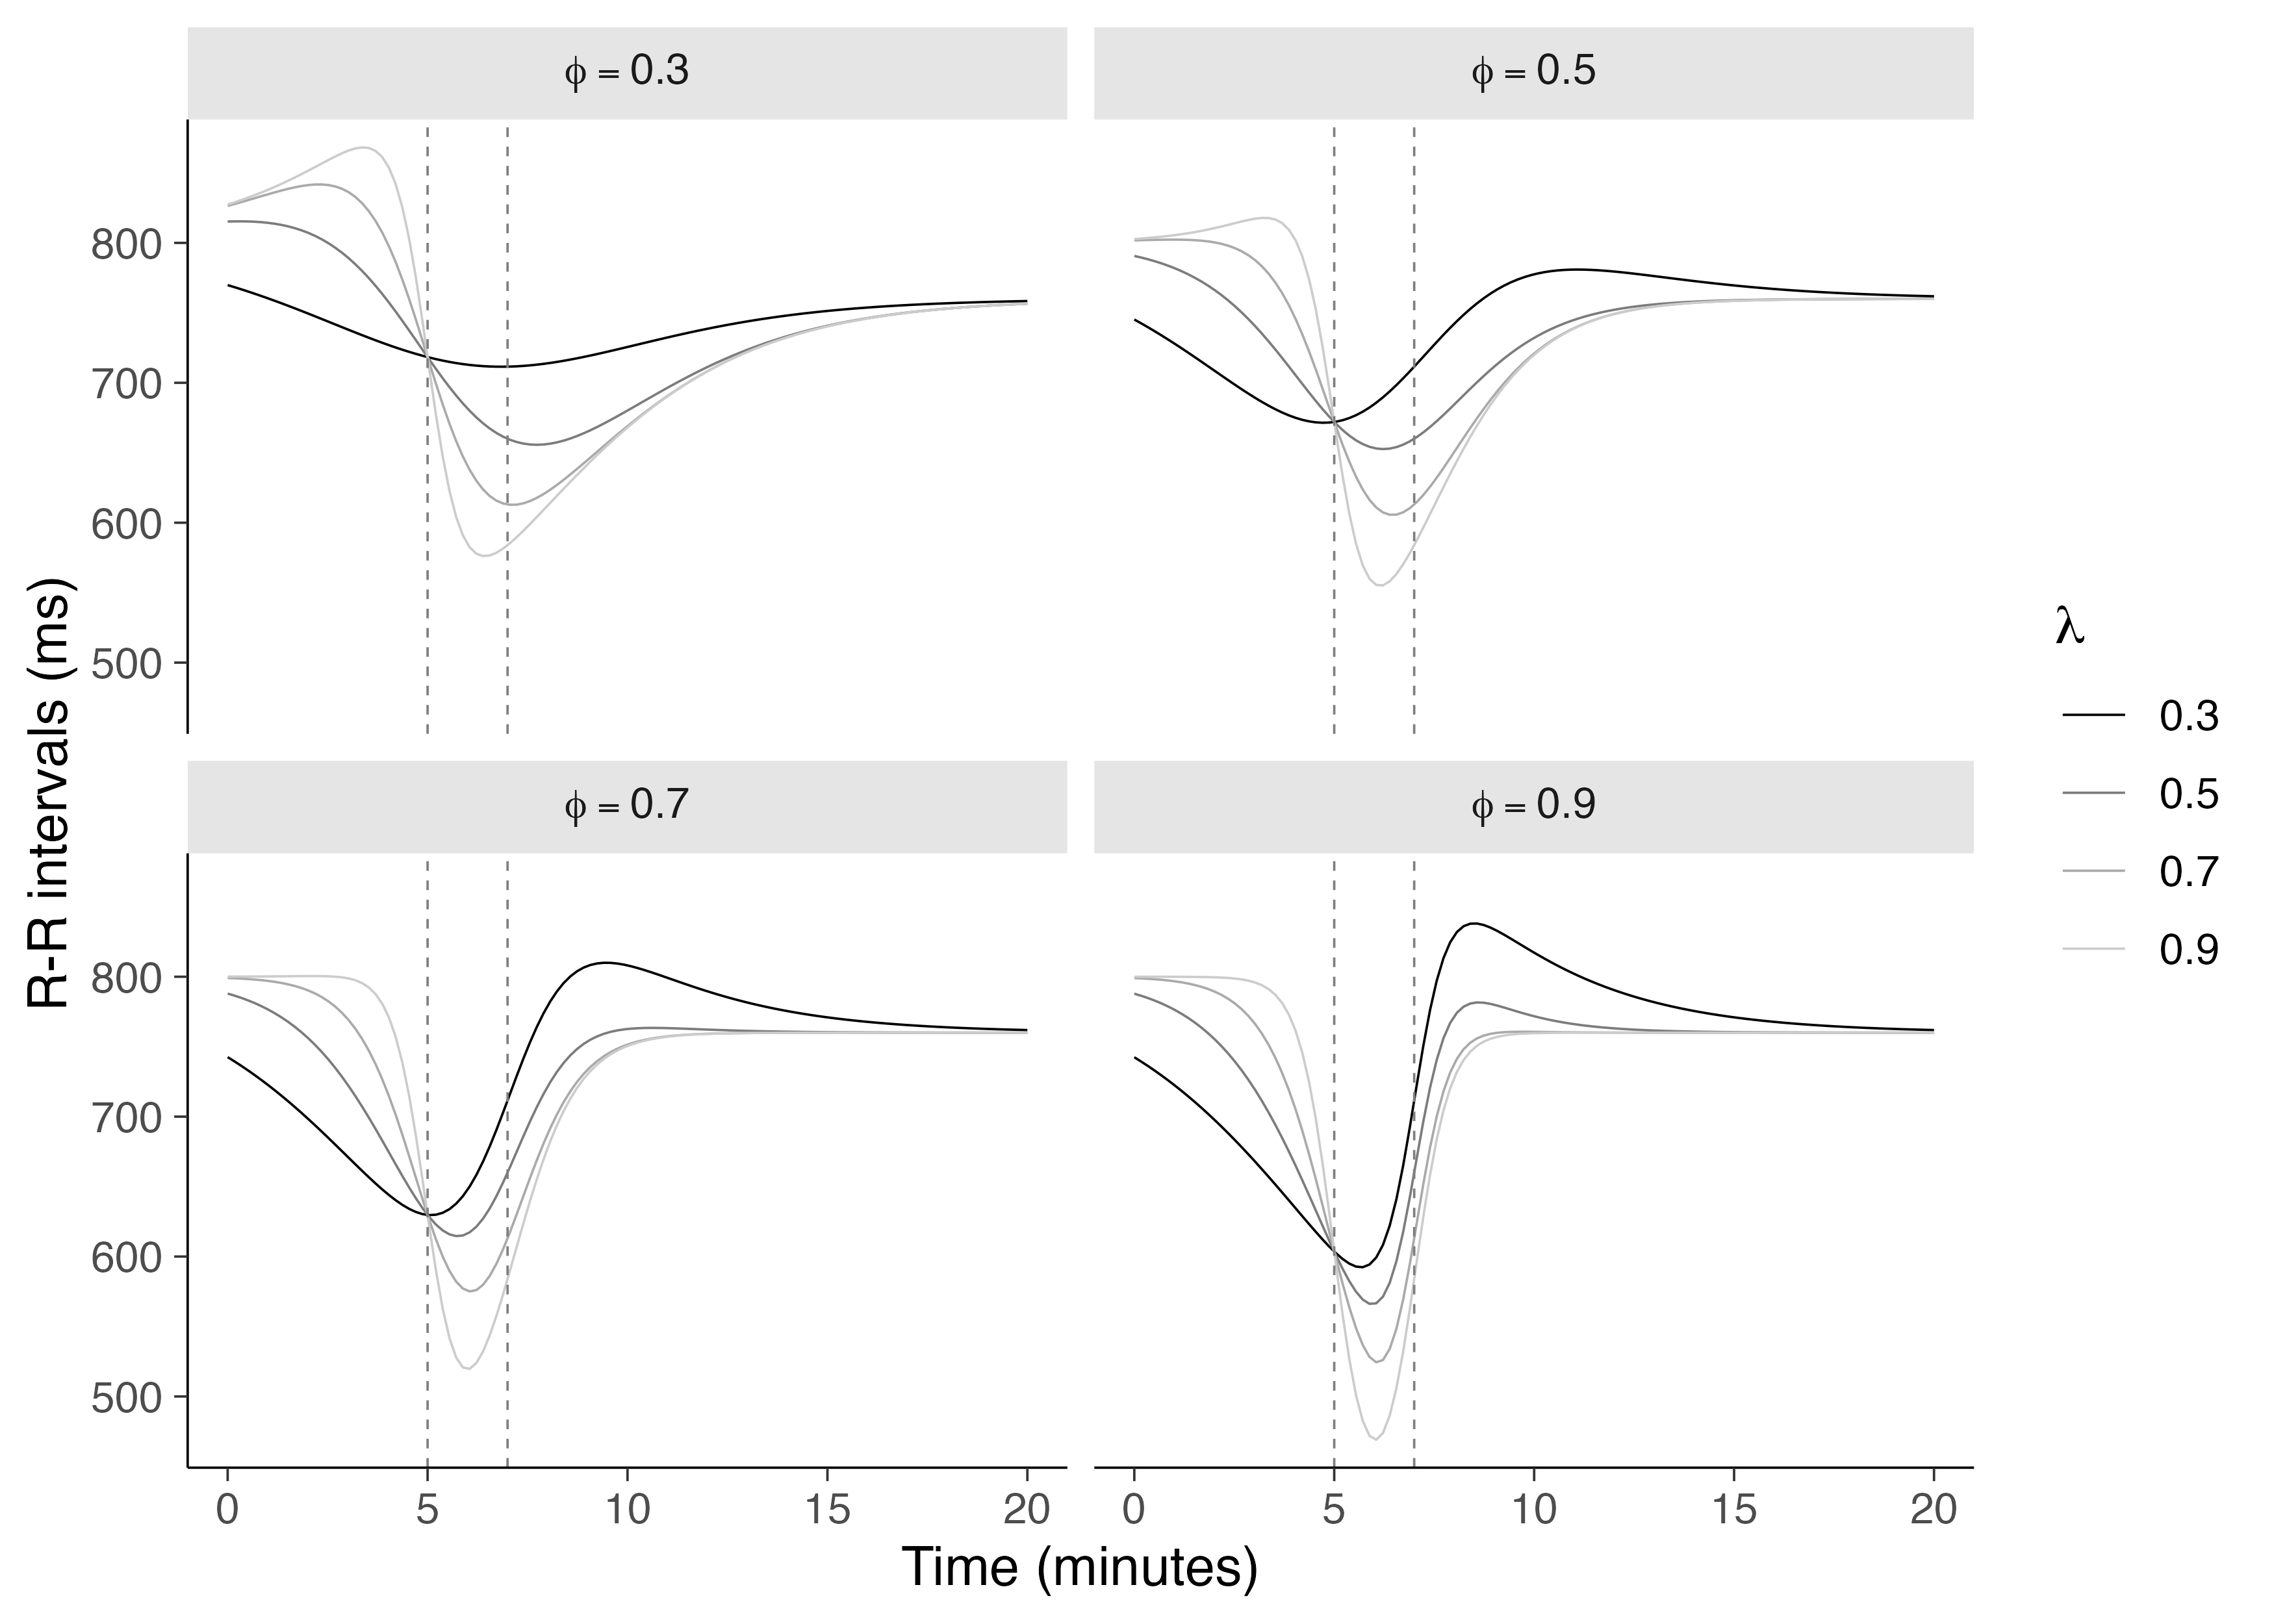 ϕ = 0.3
ϕ = 0.5
800
700
600
500
ϕ = 0.7
ϕ = 0.9
800
700
600
500
0 5 10 15 20
0 5 10 15 20
Time (minutes)
R-R intervals (ms)
λ
0.3
0.5
0.7
0.9